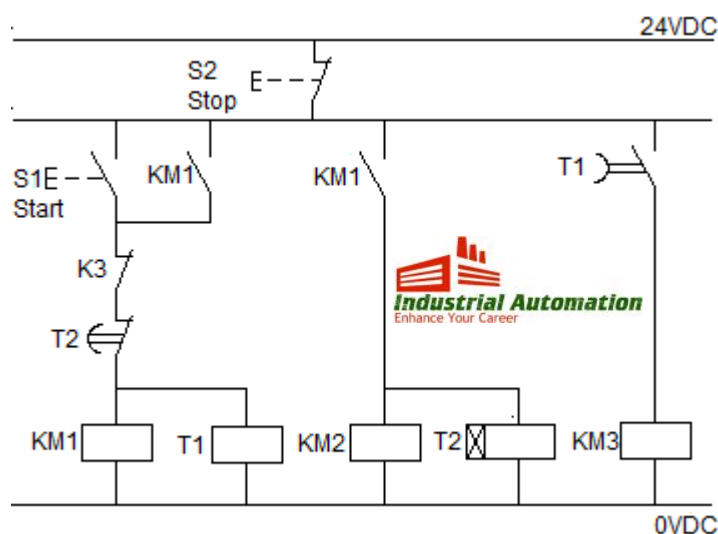 24VDC
S2
Stop
S1
Start
KM1
KM1
T1
K3
T2
Industrial Automation
Enhance Your Career
KM1
T1
KM2
T2
KM3
0VDC